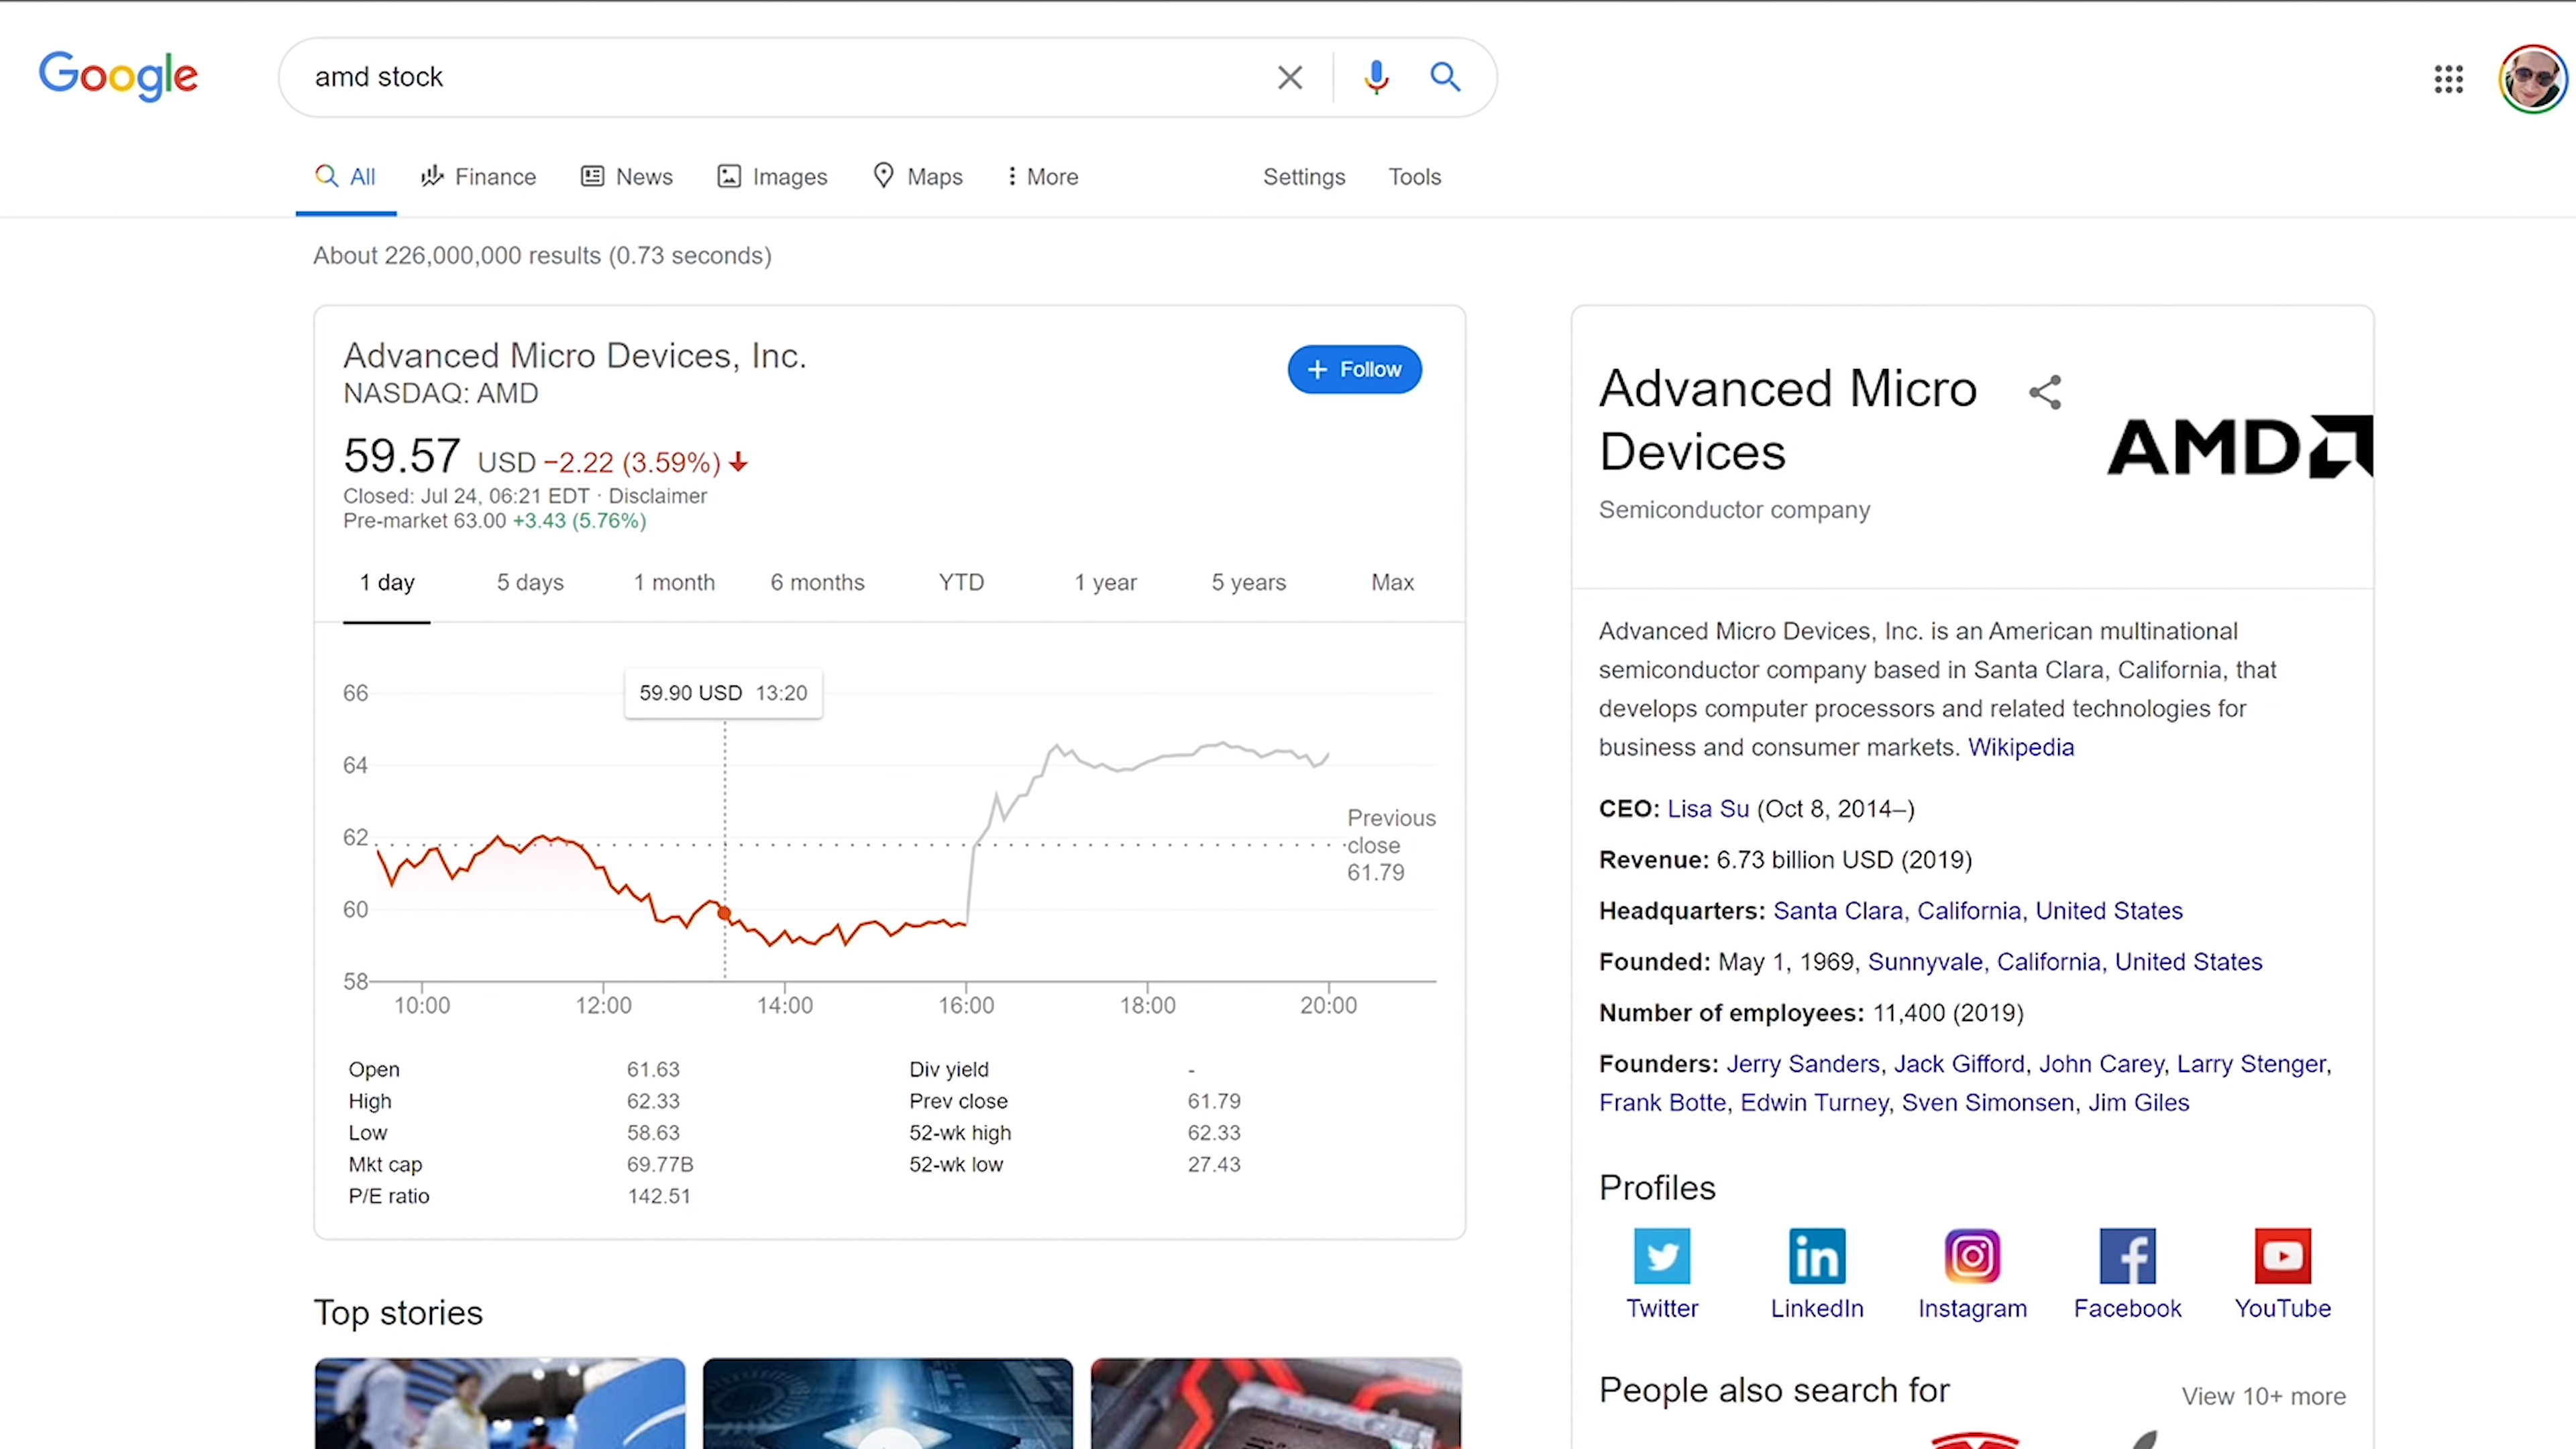 Google
amd stock
All Finance News Images Maps More Settings Tools
About 226,000,000 results (0.73 seconds)
Advanced Micro Devices, Inc.
NASDAQ: AMD
+ Follow
59.57 USD −2.22 (3.59%)
Closed: Jul 24, 06:21 EDT · Disclaimer
Pre-market 63.00 +3.43 (5.76%)
1 day 5 days 1 month 6 months YTD 1 year 5 years Max
59.90 USD 13:20
66
64
62
60
58
Previous
close
61.79
10:00 12:00 14:00 16:00 18:00 20:00
Open 61.63 Div yield -
High 62.33 Prev close 61.79
Low 58.63 52-wk high 62.33
Mkt cap 69.77B 52-wk low 27.43
P/E ratio 142.51
Top stories
Advanced Micro
Devices
AMD
Semiconductor company
Advanced Micro Devices, Inc. is an American multinational
semiconductor company based in Santa Clara, California, that
develops computer processors and related technologies for
business and consumer markets. Wikipedia
CEO: Lisa Su (Oct 8, 2014–)
Revenue: 6.73 billion USD (2019)
Headquarters: Santa Clara, California, United States
Founded: May 1, 1969, Sunnyvale, California, United States
Number of employees: 11,400 (2019)
Founders: Jerry Sanders, Jack Gifford, John Carey, Larry Stenger,
Frank Botte, Edwin Turney, Sven Simonsen, Jim Giles
Profiles
Twitter LinkedIn Instagram Facebook YouTube
People also search for View 10+ more